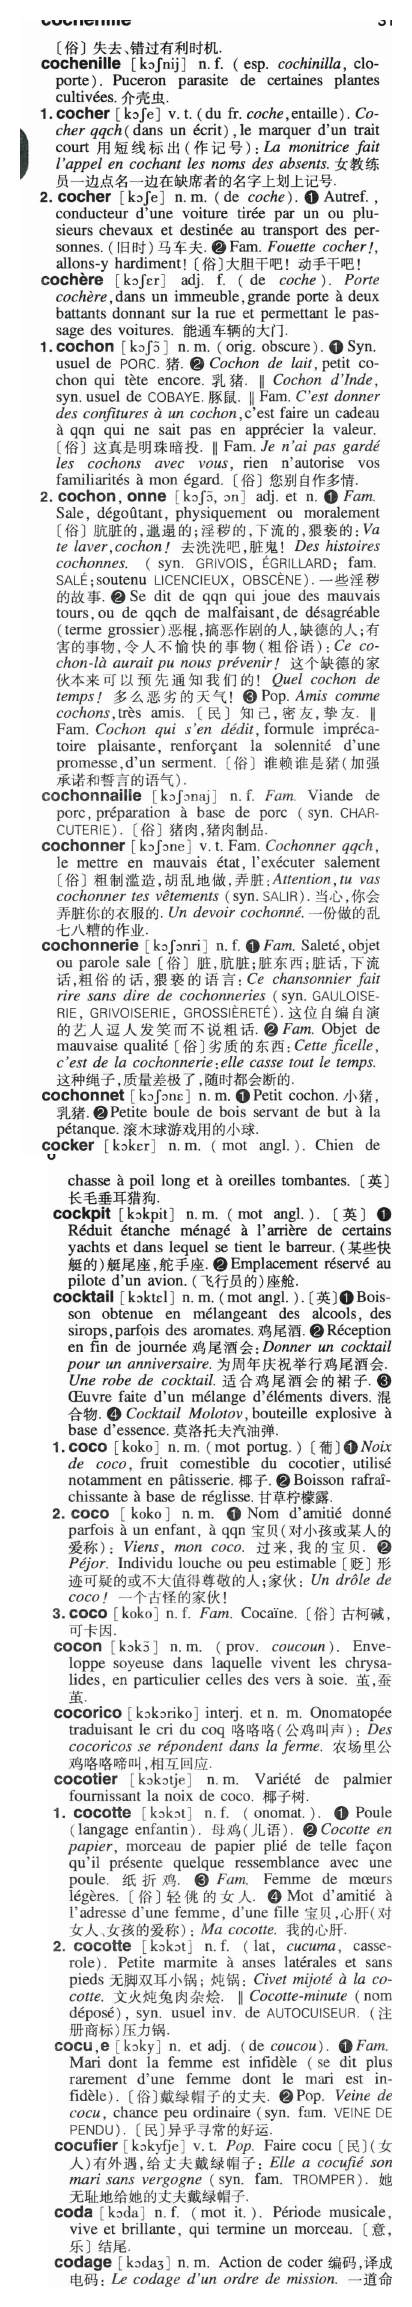 cochenille
〔俗〕失去、错过有利时机.
cochenille [kɔʃnij] n. f. ( esp. cochinilla, clo-
porte). Puceron parasite de certaines plantes
cultivées. 介壳虫.
1. cocher [kɔʃe] v. t. (du fr. coche, entaille). Co-
cher qqch (dans un écrit), le marquer d'un trait
court 用短线标出(作记号): La monitrice fait
l'appel en cochant les noms des absents. 女教练
员一边点名一边在缺席者的名字上划上记号.
2. cocher [kɔʃe] n. m. (de coche). ❶ Autref.,
conducteur d'une voiture tirée par un ou plu-
sieurs chevaux et destinée au transport des per-
sonnes. (旧时)马车夫. ❷ Fam. Fouette cocher!,
allons-y hardiment! 〔俗〕大胆干吧! 动手干吧!
cochère [kɔʃɛr] adj. f. (de coche). Porte
cochère, dans un immeuble, grande porte à deux
battants donnant sur la rue et permettant le pas-
sage des voitures. 能通车辆的大门.
1. cochon [kɔʃɔ̃] n. m. (orig. obscure). ❶ Syn.
usuel de PORC. 猪. ❷ Cochon de lait, petit co-
chon qui tète encore. 乳猪. ‖ Cochon d'Inde,
syn. usuel de COBAYE. 豚鼠. ‖ Fam. C'est donner
des confitures à un cochon, c'est faire un cadeau
à qqn qui ne sait pas en apprécier la valeur.
〔俗〕这真是明珠暗投. ‖ Fam. Je n'ai pas gardé
les cochons avec vous, rien n'autorise vos
familiarités à mon égard. 〔俗〕您别自作多情.
2. cochon, onne [kɔʃɔ̃, ɔn] adj. et n. ❶ Fam.
Sale, dégoûtant, physiquement ou moralement
〔俗〕肮脏的,邋遢的;淫秽的,下流的,猥亵的: Va
te laver, cochon! 去洗洗吧,脏鬼! Des histoires
cochonnes. ( syn. GRIVOIS, ÉGRILLARD; fam.
SALÉ; soutenu LICENCIEUX, OBSCÈNE). 一些淫秽
的故事. ❷ Se dit de qqn qui joue des mauvais
tours, ou de qqch de malfaisant, de désagréable
(terme grossier) 恶棍,搞恶作剧的人,缺德的人;有
害的事物,令人不愉快的事物(粗俗语): Ce co-
chon-là aurait pu nous prévenir! 这个缺德的家
伙本来可以预先通知我们的! Quel cochon de
temps! 多么恶劣的天气! ❸ Pop. Amis comme
cochons, très amis. 〔民〕知己,密友,挚友. ‖
Fam. Cochon qui s'en dédit, formule impréca-
toire plaisante, renforçant la solennité d'une
promesse, d'un serment. 〔俗〕谁赖谁是猪(加强
承诺和誓言的语气).
cochonnaille [kɔʃɔnaj] n. f. Fam. Viande de
porc, préparation à base de porc ( syn. CHAR-
CUTERIE). 〔俗〕猪肉,猪肉制品.
cochonner [kɔʃɔne] v. t. Fam. Cochonner qqch,
le mettre en mauvais état, l'exécuter salement
〔俗〕粗制滥造,胡乱地做,弄脏: Attention, tu vas
cochonner tes vêtements (syn. SALIR). 当心,你会
弄脏你的衣服的. Un devoir cochonné. 一份做的乱
七八糟的作业.
cochonnerie [kɔʃɔnri] n. f. ❶ Fam. Saleté, objet
ou parole sale 〔俗〕脏,肮脏;脏东西;脏话,下流
话,粗俗的话,猥亵的语言: Ce chansonnier fait
rire sans dire de cochonneries ( syn. GAULOISE-
RIE, GRIVOISERIE, GROSSIÈRETÉ). 这位自编自演
的艺人逗人发笑而不说粗话. ❷ Fam. Objet de
mauvaise qualité 〔俗〕劣质的东西: Cette ficelle,
c'est de la cochonnerie: elle casse tout le temps.
这种绳子,质量差极了,随时都会断的.
cochonnet [kɔʃɔnɛ] n. m. ❶ Petit cochon. 小猪,
乳猪. ❷ Petite boule de bois servant de but à la
pétanque. 滚木球游戏用的小球.
cocker [kɔkɛr] n. m. ( mot angl. ). Chien de
chasse à poil long et à oreilles tombantes. 〔英〕
长毛垂耳猎狗.
cockpit [kɔkpit] n. m. ( mot angl. ). 〔英〕 ❶
Réduit étanche ménagé à l'arrière de certains
yachts et dans lequel se tient le barreur. (某些快
艇的)艇尾座,舵手座. ❷ Emplacement réservé au
pilote d'un avion. (飞行员的)座舱.
cocktail [kɔktɛl] n. m. (mot angl.). 〔英〕❶ Bois-
son obtenue en mélangeant des alcools, des
sirops, parfois des aromates. 鸡尾酒. ❷ Réception
en fin de journée 鸡尾酒会: Donner un cocktail
pour un anniversaire. 为周年庆祝举行鸡尾酒会.
Une robe de cocktail. 适合鸡尾酒会的裙子. ❸
Œuvre faite d'un mélange d'éléments divers. 混
合物. ❹ Cocktail Molotov, bouteille explosive à
base d'essence. 莫洛托夫汽油弹.
1. coco [koko] n. m. (mot portug.) 〔葡〕❶ Noix
de coco, fruit comestible du cocotier, utilisé
notamment en pâtisserie. 椰子. ❷ Boisson rafraî-
chissante à base de réglisse. 甘草柠檬露.
2. coco [koko] n. m. ❶ Nom d'amitié donné
parfois à un enfant, à qqn 宝贝(对小孩或某人的
爱称): Viens, mon coco. 过来,我的宝贝. ❷
Péjor. Individu louche ou peu estimable 〔贬〕形
迹可疑的或不大值得尊敬的人;家伙: Un drôle de
coco! 一个古怪的家伙!
3. coco [koko] n. f. Fam. Cocaïne. 〔俗〕古柯碱,
可卡因.
cocon [kɔkɔ̃] n. m. ( prov. coucoun ). Enve-
loppe soyeuse dans laquelle vivent les chrysa-
lides, en particulier celles des vers à soie. 茧,蚕
茧.
cocorico [kɔkɔriko] interj. et n. m. Onomatopée
traduisant le cri du coq 咯咯咯(公鸡叫声): Des
cocoricos se répondent dans la ferme. 农场里公
鸡咯咯啼叫,相互回应.
cocotier [kɔkɔtje] n. m. Variété de palmier
fournissant la noix de coco. 椰子树.
1. cocotte [kɔkɔt] n. f. ( onomat. ). ❶ Poule
(langage enfantin). 母鸡(儿语). ❷ Cocotte en
papier, morceau de papier plié de telle façon
qu'il présente quelque ressemblance avec une
poule. 纸折鸡. ❸ Fam. Femme de mœurs
légères. 〔俗〕轻佻的女人. ❹ Mot d'amitié à
l'adresse d'une femme, d'une fille 宝贝,心肝(对
女人、女孩的爱称): Ma cocotte. 我的心肝.
2. cocotte [kɔkɔt] n. f. ( lat. cucuma, casse-
role). Petite marmite à anses latérales et sans
pieds 无脚双耳小锅; 炖锅: Civet mijoté à la co-
cotte. 文火炖兔肉杂烩. ‖ Cocotte-minute ( nom
déposé), syn. usuel inv. de AUTOCUISEUR. (注
册商标)压力锅.
cocu, e [kɔky] n. et adj. (de coucou). ❶ Fam.
Mari dont la femme est infidèle ( se dit plus
rarement d'une femme dont le mari est in-
fidèle). 〔俗〕戴绿帽子的丈夫. ❷ Pop. Veine de
cocu, chance peu ordinaire (syn. fam. VEINE DE
PENDU). 〔民〕异乎寻常的好运.
cocufier [kɔkyfje] v. t. Pop. Faire cocu 〔民〕(女
人)有外遇,给丈夫戴绿帽子: Elle a cocufié son
mari sans vergogne ( syn. fam. TROMPER). 她
无耻地给她的丈夫戴绿帽子.
coda [kɔda] n. f. ( mot it. ). Période musicale,
vive et brillante, qui termine un morceau. 〔意,
乐〕结尾.
codage [kɔdaʒ] n. m. Action de coder 编码,译成
电码: Le codage d'un ordre de mission. 一道命